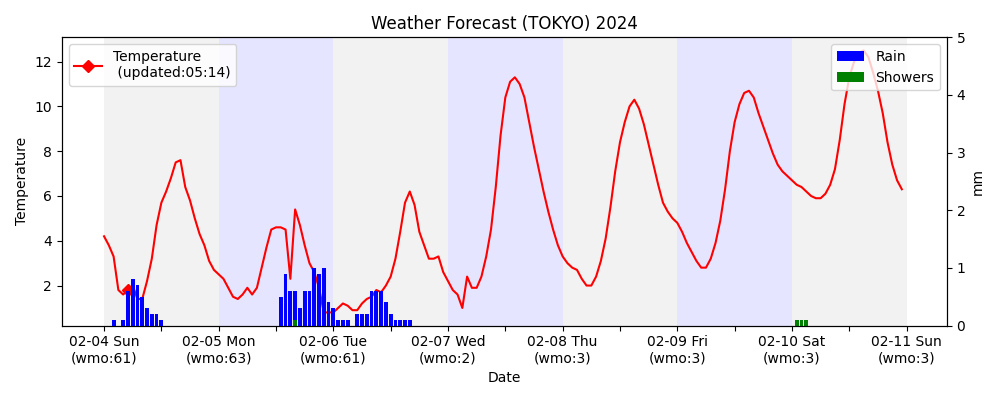 Weather Forecast (TOKYO) 2024
Temperature
(updated:05:14)
Rain
Showers
12
10
8
6
4
2
Temperature
5
4
3
2
1
0
mm
02-04 Sun
(wmo:61)
02-05 Mon
(wmo:63)
02-06 Tue
(wmo:61)
02-07 Wed
(wmo:2)
02-08 Thu
(wmo:3)
02-09 Fri
(wmo:3)
02-10 Sat
(wmo:3)
02-11 Sun
(wmo:3)
Date